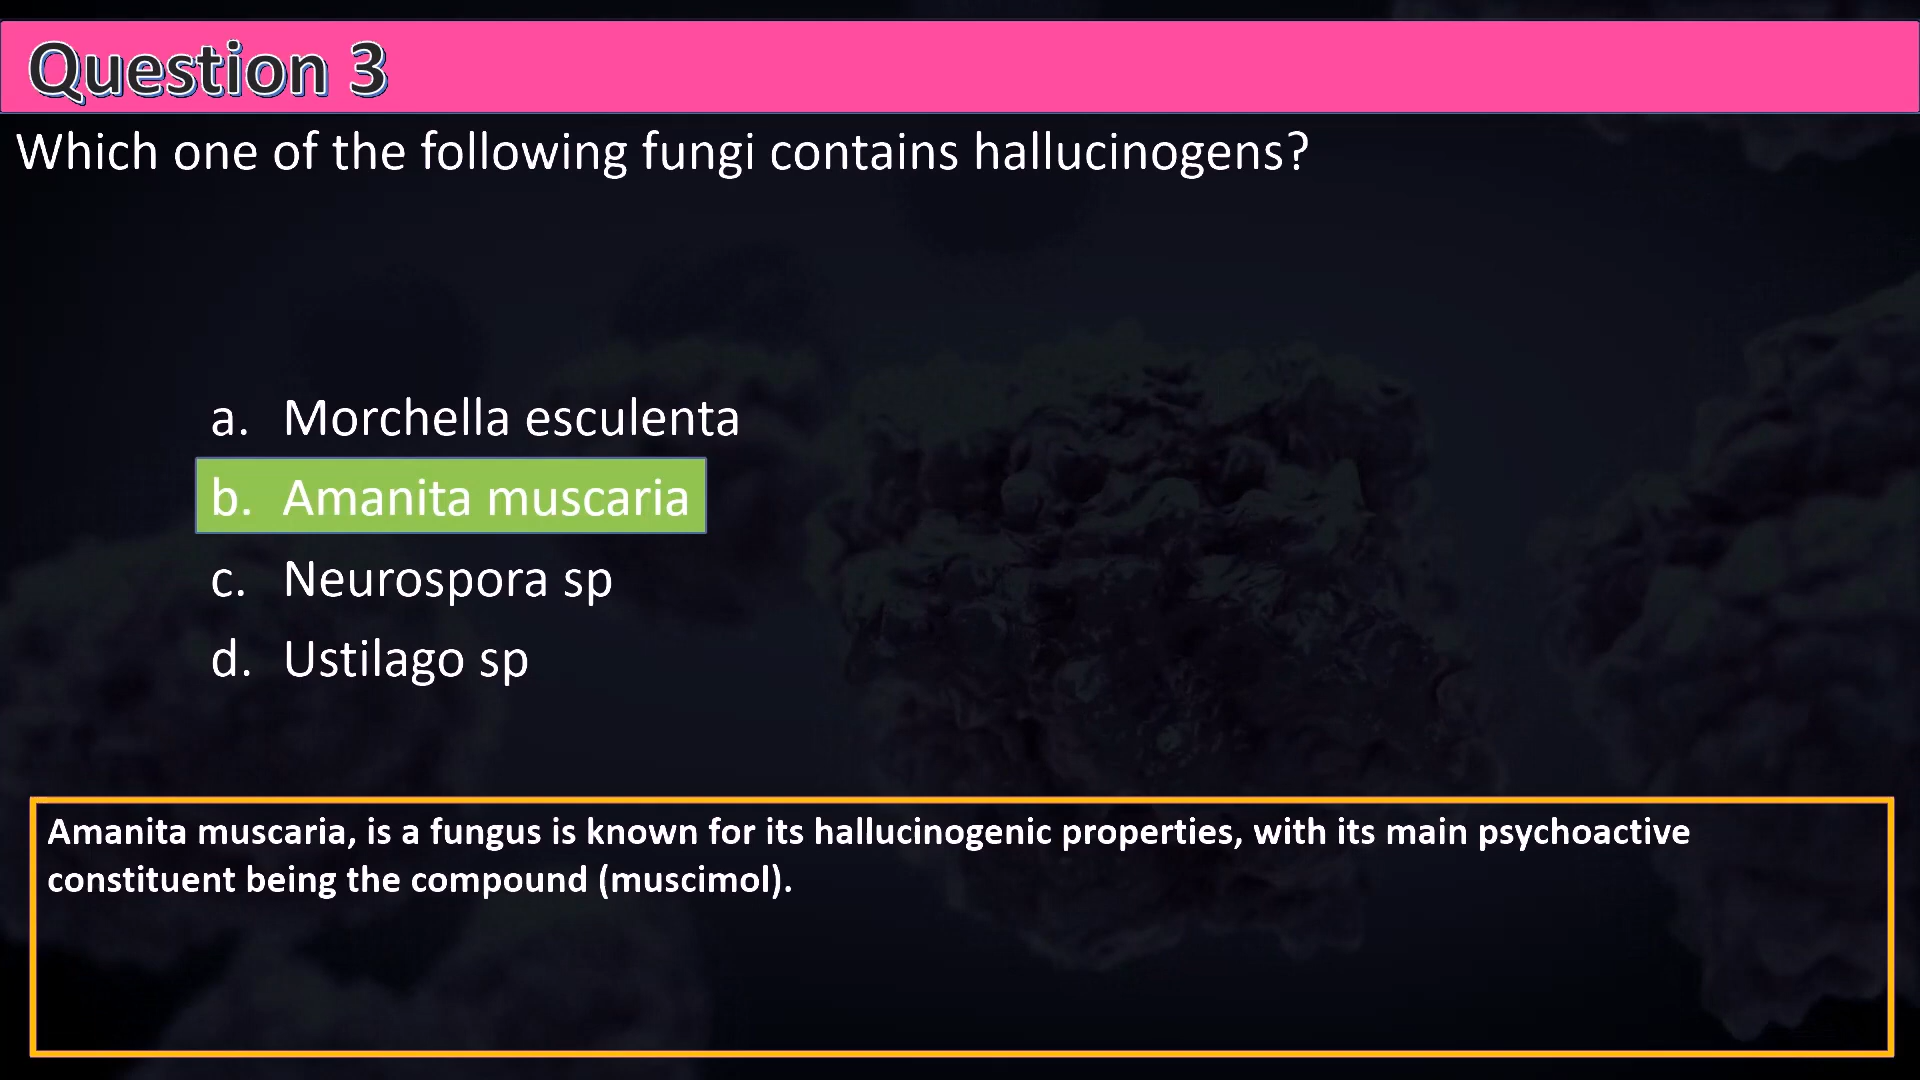 Question 3
Which one of the following fungi contains hallucinogens?
a. Morchella esculenta
b. Amanita muscaria
c. Neurospora sp
d. Ustilago sp
Amanita muscaria, is a fungus is known for its hallucinogenic properties, with its main psychoactive
constituent being the compound (muscimol).